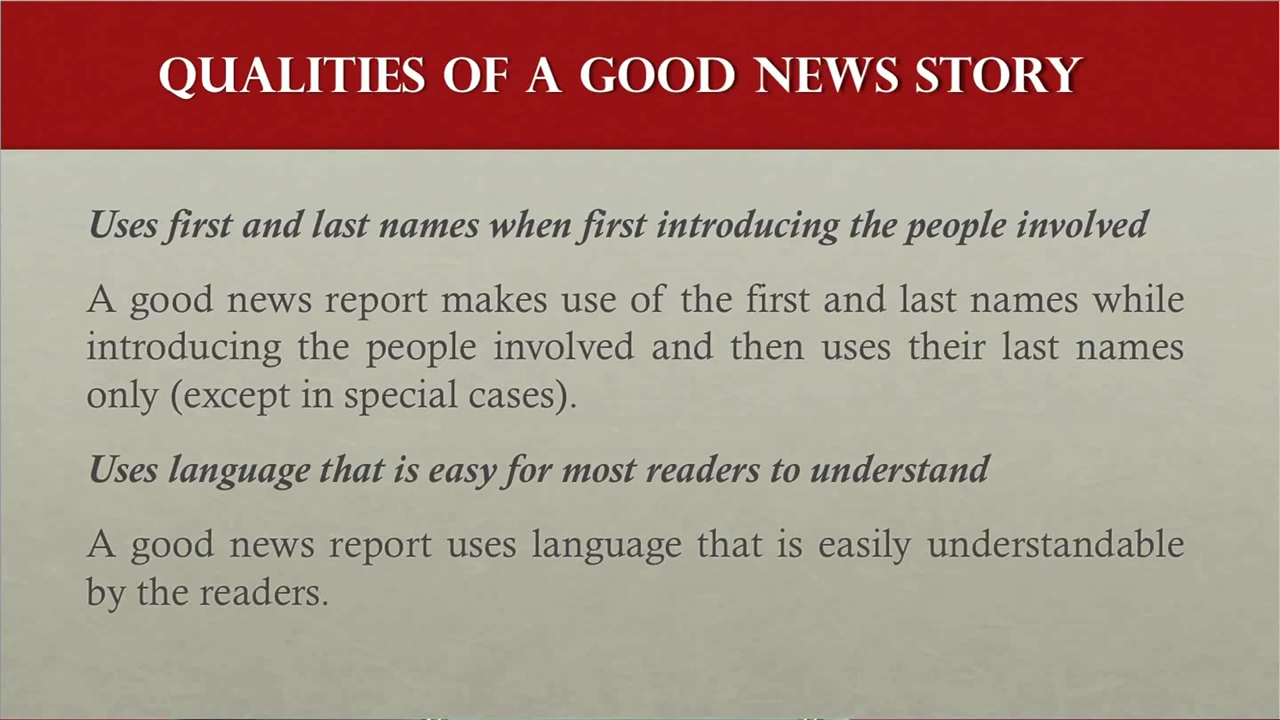 QUALITIES OF A GOOD NEWS STORY
Uses first and last names when first introducing the people involved
A good news report makes use of the first and last names while
introducing the people involved and then uses their last names
only (except in special cases).
Uses language that is easy for most readers to understand
A good news report uses language that is easily understandable
by the readers.